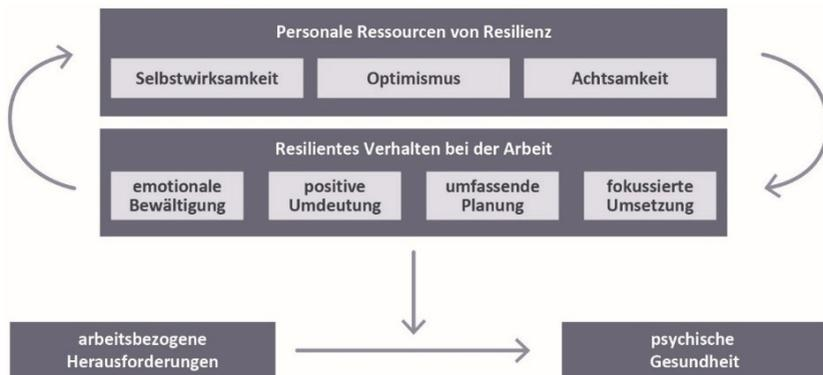 Personale Ressourcen von Resilienz
Selbstwirksamkeit
Optimismus
Achtsamkeit
Resilientes Verhalten bei der Arbeit
emotionale
Bewältigung
positive
Umdeutung
umfassende
Planung
fokussierte
Umsetzung
arbeitsbezogene
Herausforderungen
psychische
Gesundheit